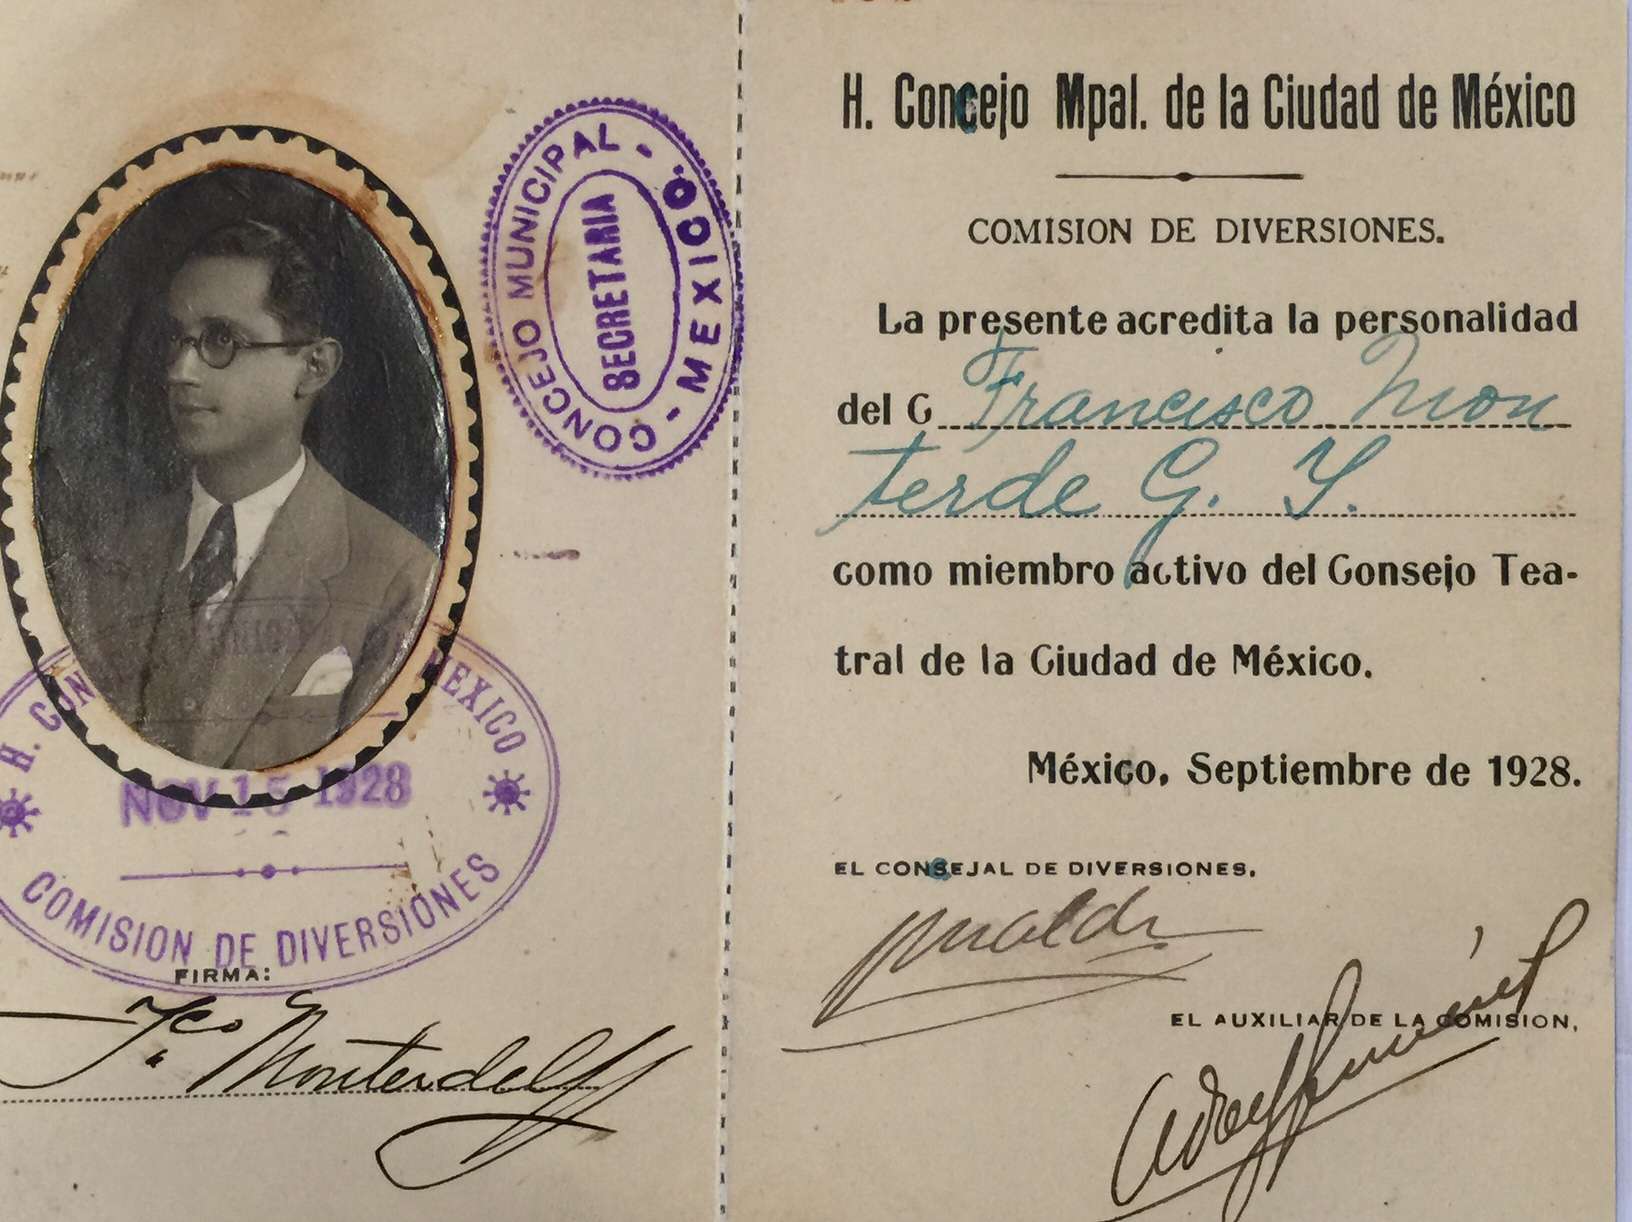 CONCEJO MUNICIPAL - MEXICO. -
SECRETARIA
H. CON MEXICO
NOV 15 1928
COMISION DE DIVERSIONES
FIRMA:
Fco Monterde
H. Concejo Mpal. de la Ciudad de México
COMISION DE DIVERSIONES.
La presente acredita la personalidad
del C Francisco Mon
terde G. Y.
como miembro activo del Consejo Tea-
tral de la Ciudad de México.
México, Septiembre de 1928.
EL CONSEJAL DE DIVERSIONES,
EL AUXILIAR DE LA COMISION,